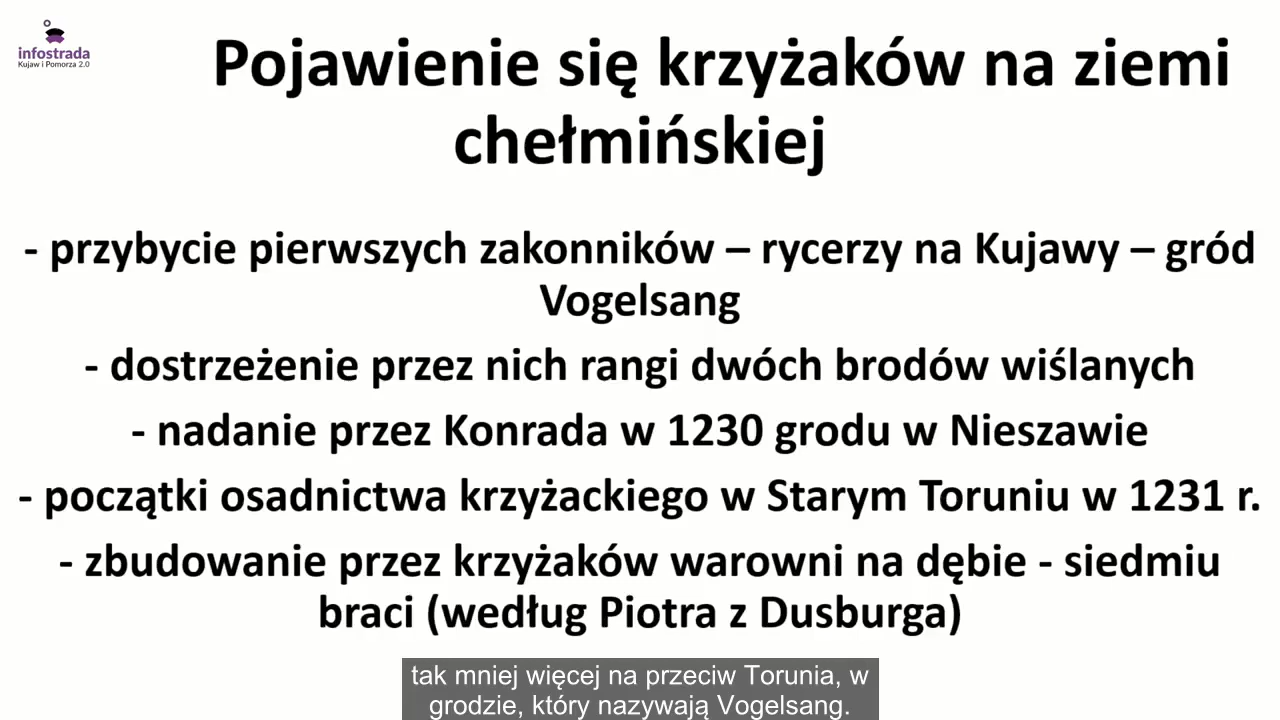 infostrada
Kujaw i Pomorza 2.0
Pojawienie się krzyżaków na ziemi
chełmińskiej
- przybycie pierwszych zakonników – rycerzy na Kujawy – gród
Vogelsang
- dostrzeżenie przez nich rangi dwóch brodów wiślanych
- nadanie przez Konrada w 1230 grodu w Nieszawie
- początki osadnictwa krzyżackiego w Starym Toruniu w 1231 r.
- zbudowanie przez krzyżaków warowni na dębie - siedmiu
braci (według Piotra z Dusburga)
tak mniej więcej na przeciw Torunia, w
grodzie, który nazywają Vogelsang.